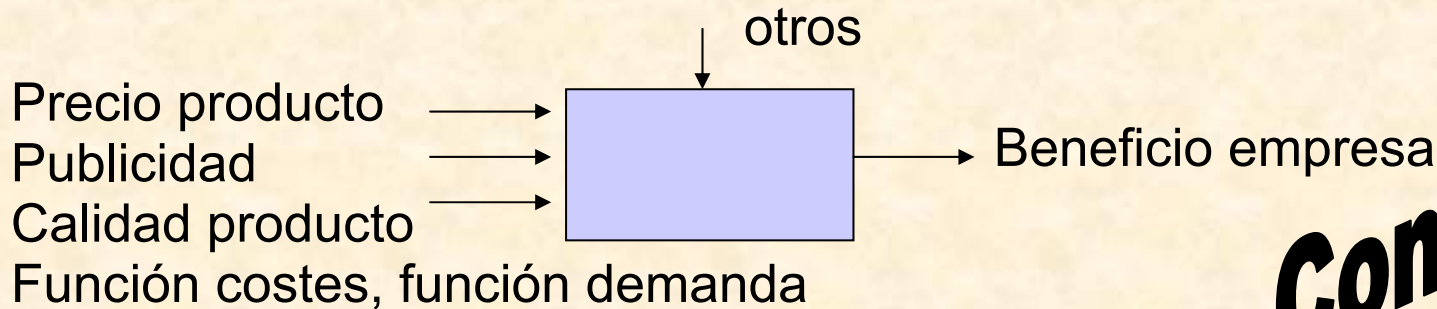 otros
Precio producto
Publicidad
Beneficio empresa
Calidad producto
Función costes, función demanda